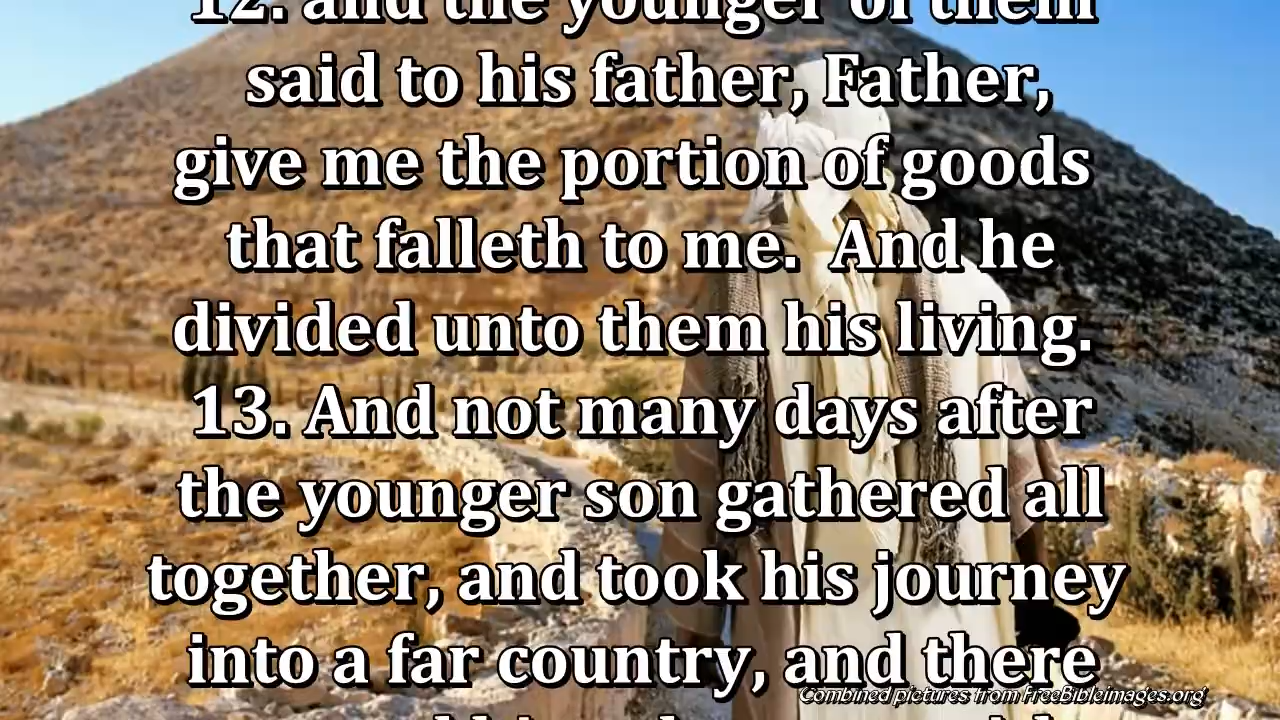 12. and the younger of them
said to his father, Father,
give me the portion of goods
that falleth to me.  And he
divided unto them his living.
13. And not many days after
the younger son gathered all
together, and took his journey
into a far country, and there
Combined pictures from FreeBibleimages.org